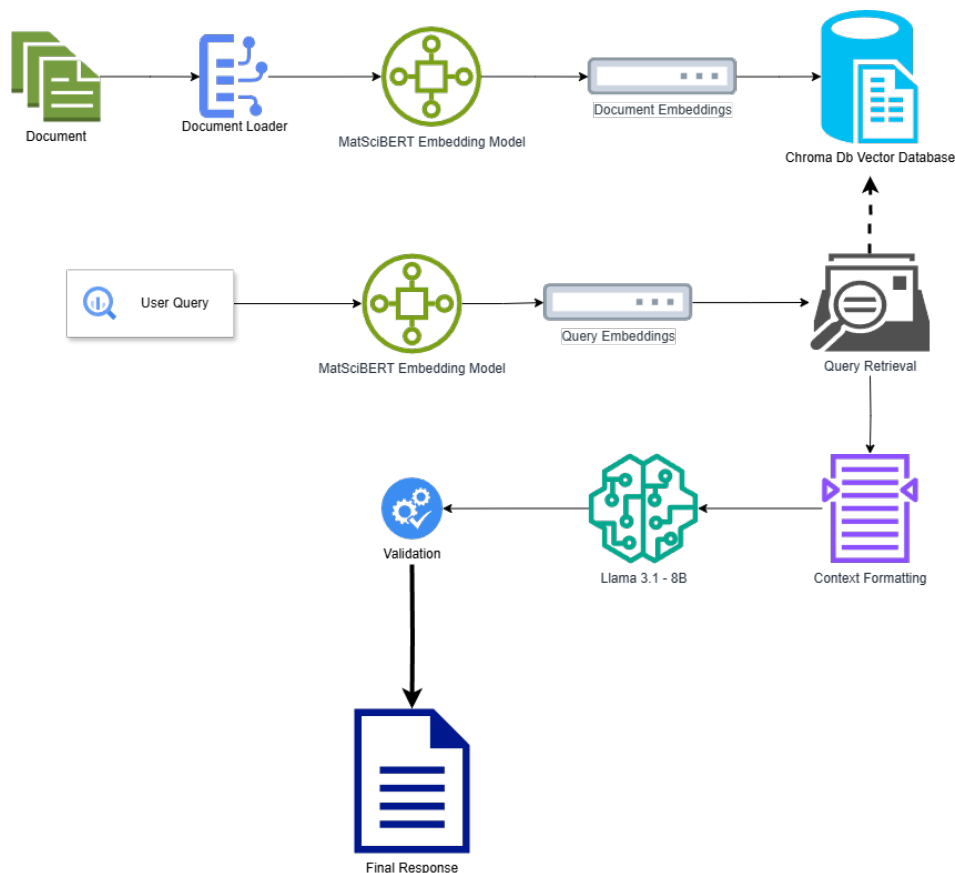 Document
Document Loader
MatSciBERT Embedding Model
Document Embeddings
Chroma Db Vector Database
User Query
MatSciBERT Embedding Model
Query Embeddings
Query Retrieval
Validation
Llama 3.1 - 8B
Context Formatting
Final Response